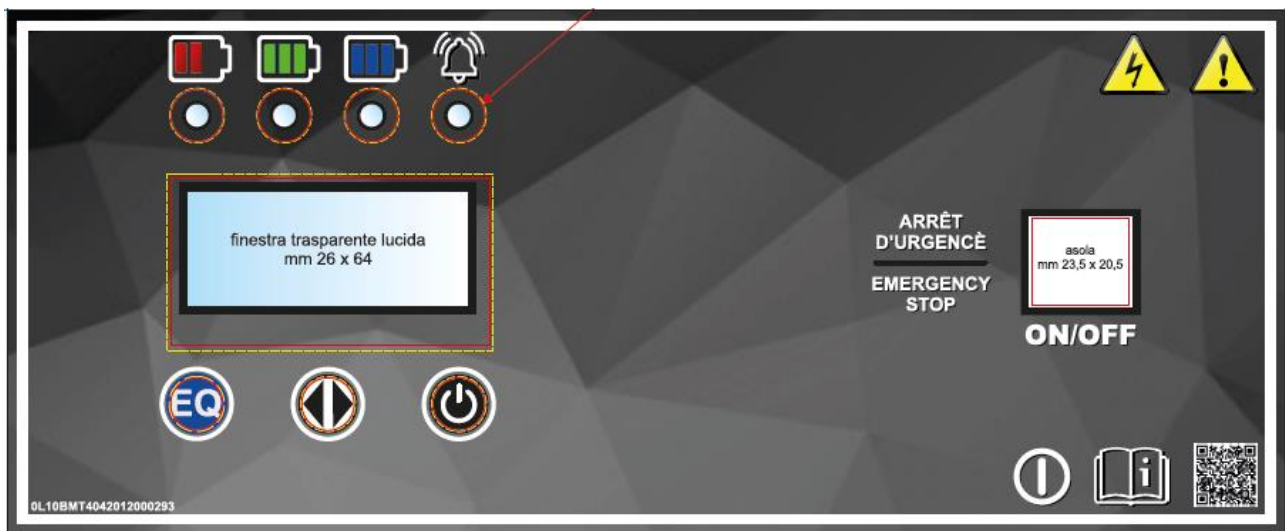 finestra trasparente lucida
mm 26 x 64
ARRÊT
D'URGENCÈ
EMERGENCY
STOP
asola
mm 23,5 x 20,5
ON/OFF
EQ
i
0L10BMT4042012000293